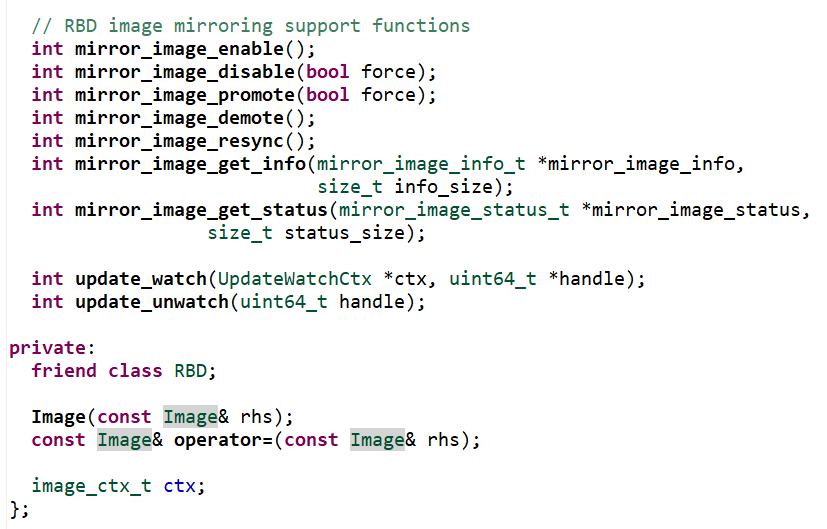 // RBD image mirroring support functions
int mirror_image_enable();
int mirror_image_disable(bool force);
int mirror_image_promote(bool force);
int mirror_image_demote();
int mirror_image_resync();
int mirror_image_get_info(mirror_image_info_t *mirror_image_info,
size_t info_size);
int mirror_image_get_status(mirror_image_status_t *mirror_image_status,
size_t status_size);
int update_watch(UpdateWatchCtx *ctx, uint64_t *handle);
int update_unwatch(uint64_t handle);
private:
friend class RBD;
Image(const Image& rhs);
const Image& operator=(const Image& rhs);
image_ctx_t ctx;
};